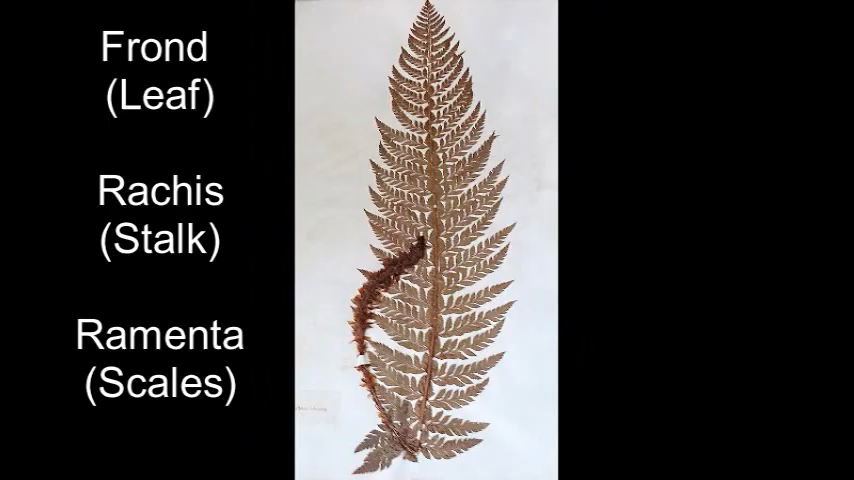 Frond
(Leaf)
Rachis
(Stalk)
Ramenta
(Scales)